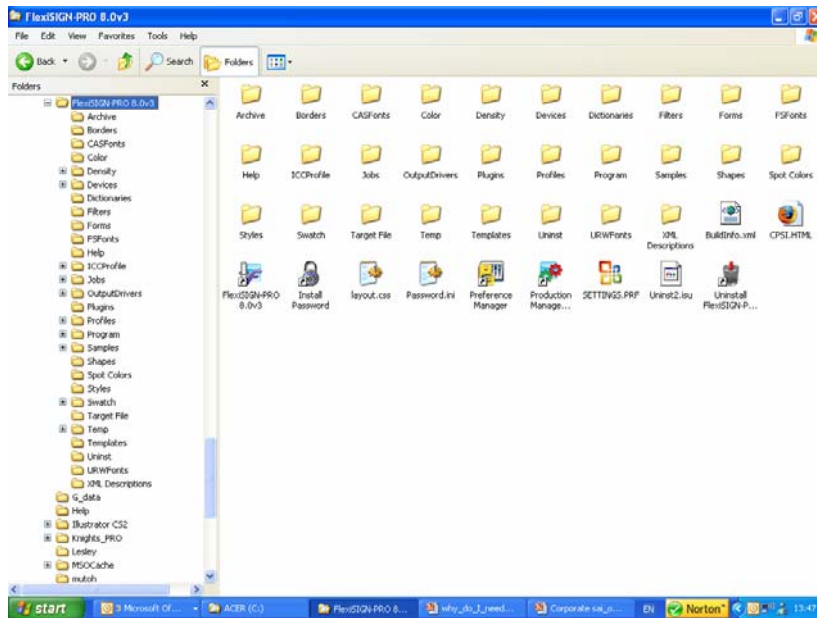 FlexiSIGN-PRO 8.0v3
File Edit View Favorites Tools Help
Back Search Folders
Folders
FlexiSIGN-PRO 8.0v3
Archive
Borders
CASFonts
Color
Density
Devices
Dictionaries
Filters
Forms
FSFonts
Help
ICCProfile
Jobs
OutputDrivers
Plugins
Profiles
Program
Samples
Shapes
Spot Colors
Styles
Swatch
Target File
Temp
Templates
Uninst
URWFonts
XML Descriptions
G_data
Help
Illustrator CS2
Knights_PRO
Lesley
MSOCache
mutoh
Archive Borders CASFonts Color Density Devices Dictionaries Filters Forms FSFonts
Help ICCProfile Jobs OutputDrivers Plugins Profiles Program Samples Shapes Spot Colors
Styles Swatch Target File Temp Templates Uninst URWFonts XML Descriptions BuildInfo.xml CPSI.HTML
FlexiSIGN-PRO 8.0v3 Install Password layout.css Password.ini Preference Manager Production Manage... SETTINGS.PRF Uninst2.isu Uninstall FlexiSIGN-P...
start 3 Microsoft Of... ACER (C:) FlexiSIGN-PRO 8... why_do_I_need... Corporate sai_o... EN Norton 13:47